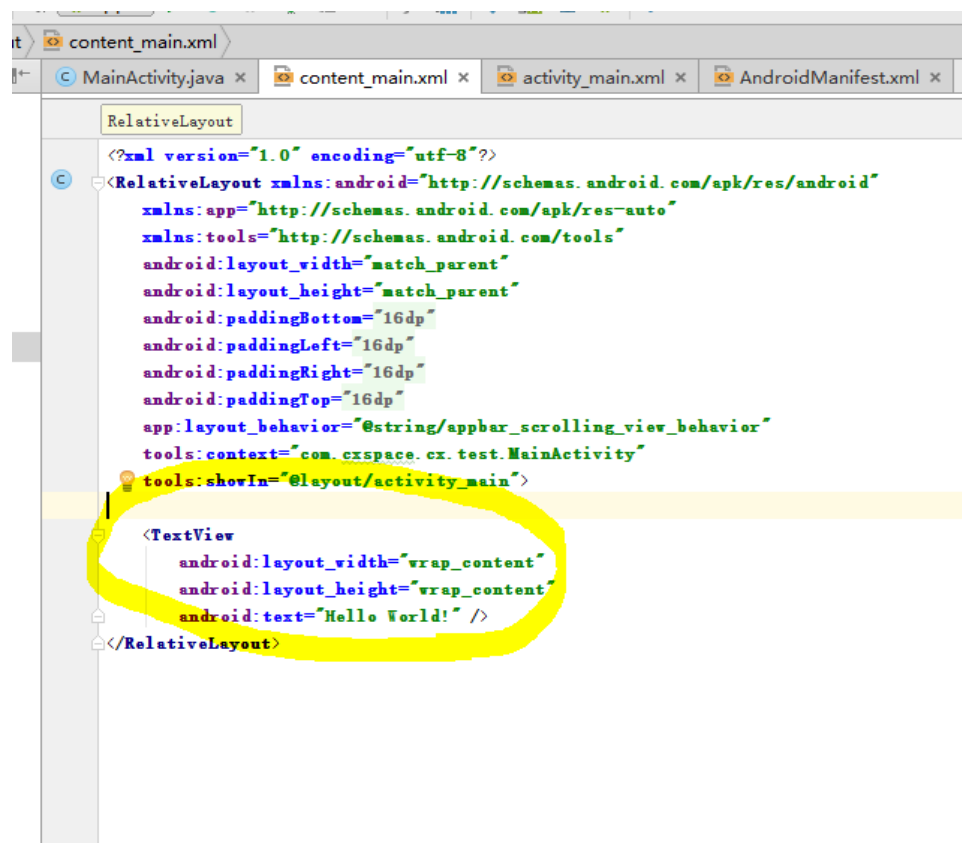 content_main.xml
MainActivity.java × content_main.xml × activity_main.xml × AndroidManifest.xml ×
RelativeLayout
<?xml version="1.0" encoding="utf-8"?>
<RelativeLayout xmlns:android="http://schemas.android.com/apk/res/android"
xmlns:app="http://schemas.android.com/apk/res-auto"
xmlns:tools="http://schemas.android.com/tools"
android:layout_width="match_parent"
android:layout_height="match_parent"
android:paddingBottom="16dp"
android:paddingLeft="16dp"
android:paddingRight="16dp"
android:paddingTop="16dp"
app:layout_behavior="@string/appbar_scrolling_view_behavior"
tools:context="com.cxspace.cx.test.MainActivity"
tools:showIn="@layout/activity_main">
<TextView
android:layout_width="wrap_content"
android:layout_height="wrap_content"
android:text="Hello World!" />
</RelativeLayout>